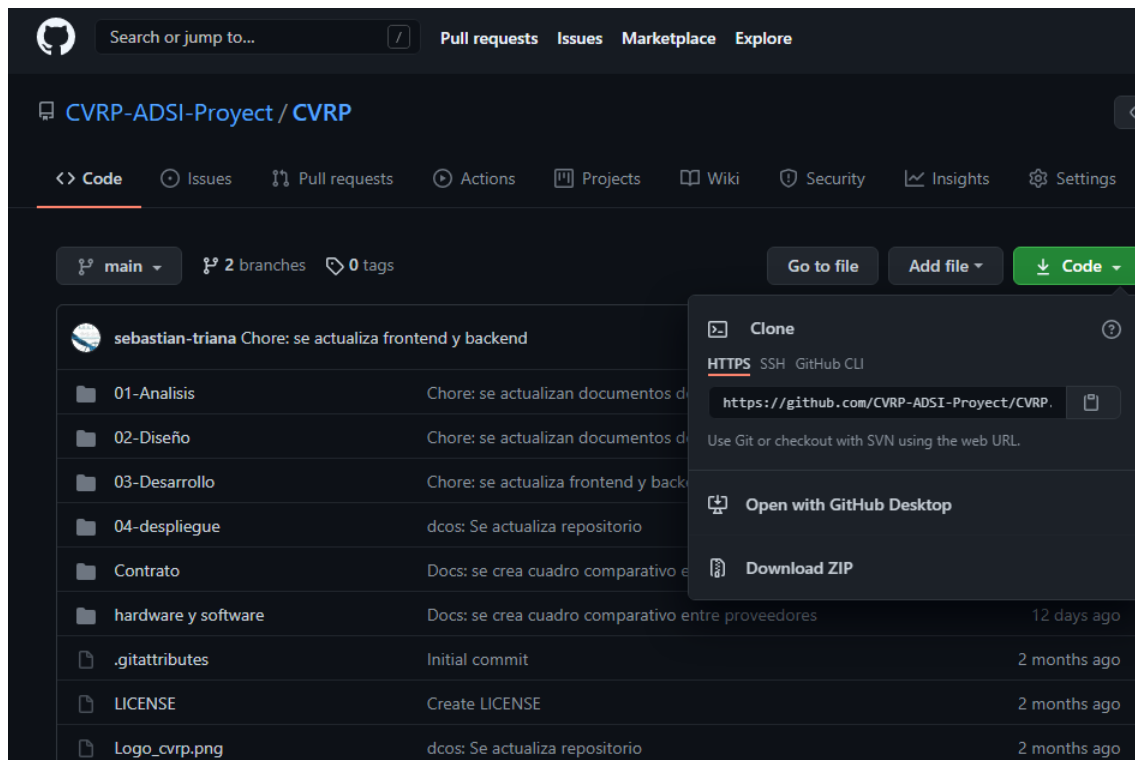 Search or jump to... /
Pull requests Issues Marketplace Explore
CVRP-ADSI-Proyect / CVRP
<> Code Issues Pull requests Actions Projects Wiki Security Insights Settings
main 2 branches 0 tags Go to file Add file Code
sebastian-triana Chore: se actualiza frontend y backend
01-Analisis Chore: se actualizan documentos d
02-Diseño Chore: se actualizan documentos d
03-Desarrollo Chore: se actualiza frontend y back
04-despliegue dcos: Se actualiza repositorio
Contrato Docs: se crea cuadro comparativo e
hardware y software Docs: se crea cuadro comparativo entre proveedores 12 days ago
.gitattributes Initial commit 2 months ago
LICENSE Create LICENSE 2 months ago
Logo_cvrp.png dcos: Se actualiza repositorio 2 months ago
Clone
HTTPS SSH GitHub CLI
https://github.com/CVRP-ADSI-Proyect/CVRP.
Use Git or checkout with SVN using the web URL.
Open with GitHub Desktop
Download ZIP